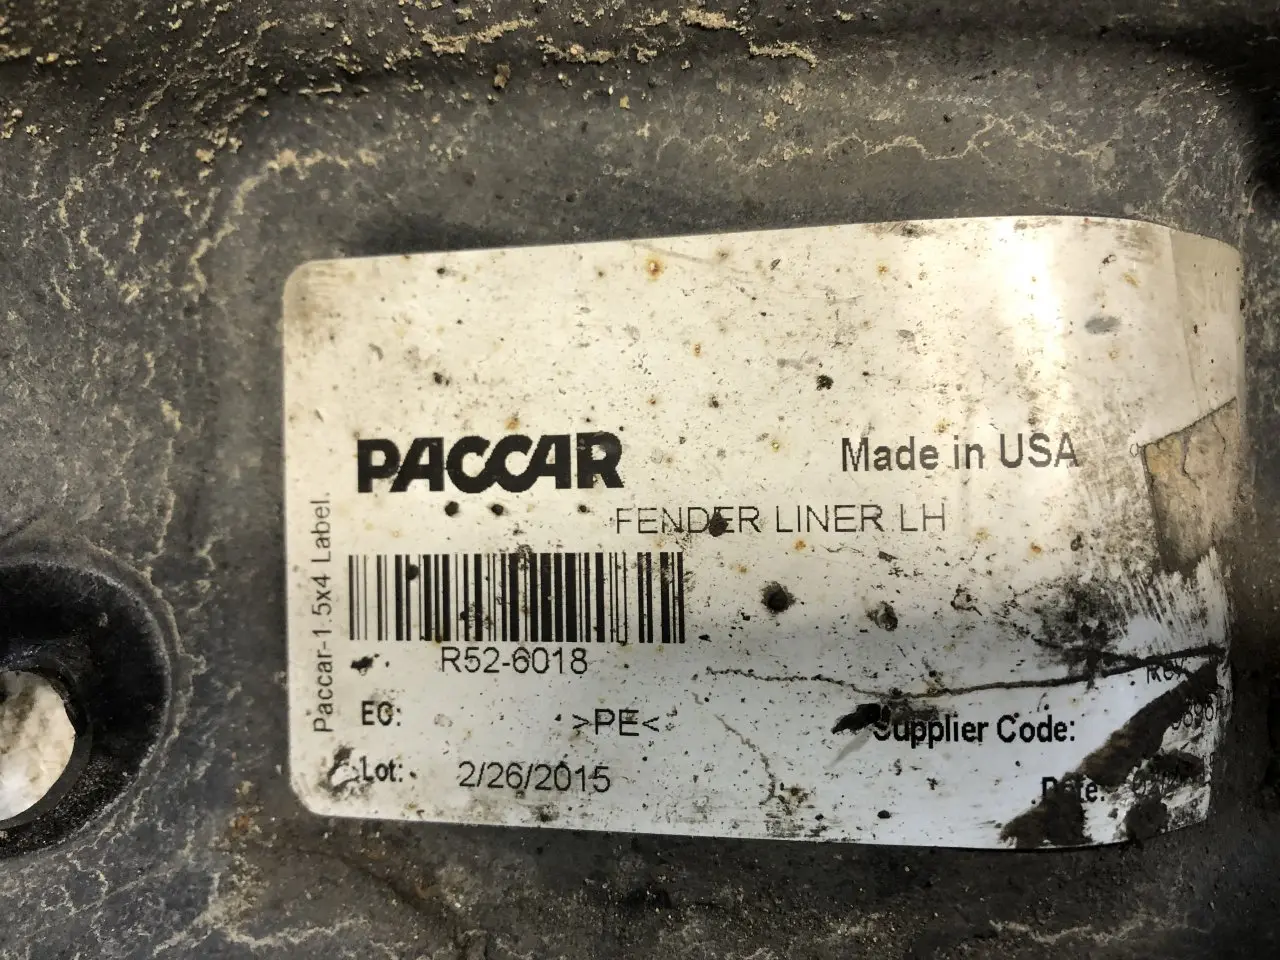 PACCAR
Made in USA
FENDER LINER LH
Paccar-1.5x4 Label.
R52-6018
EC:
>PE<
Supplier Code:
Lot: 2/26/2015
Date: